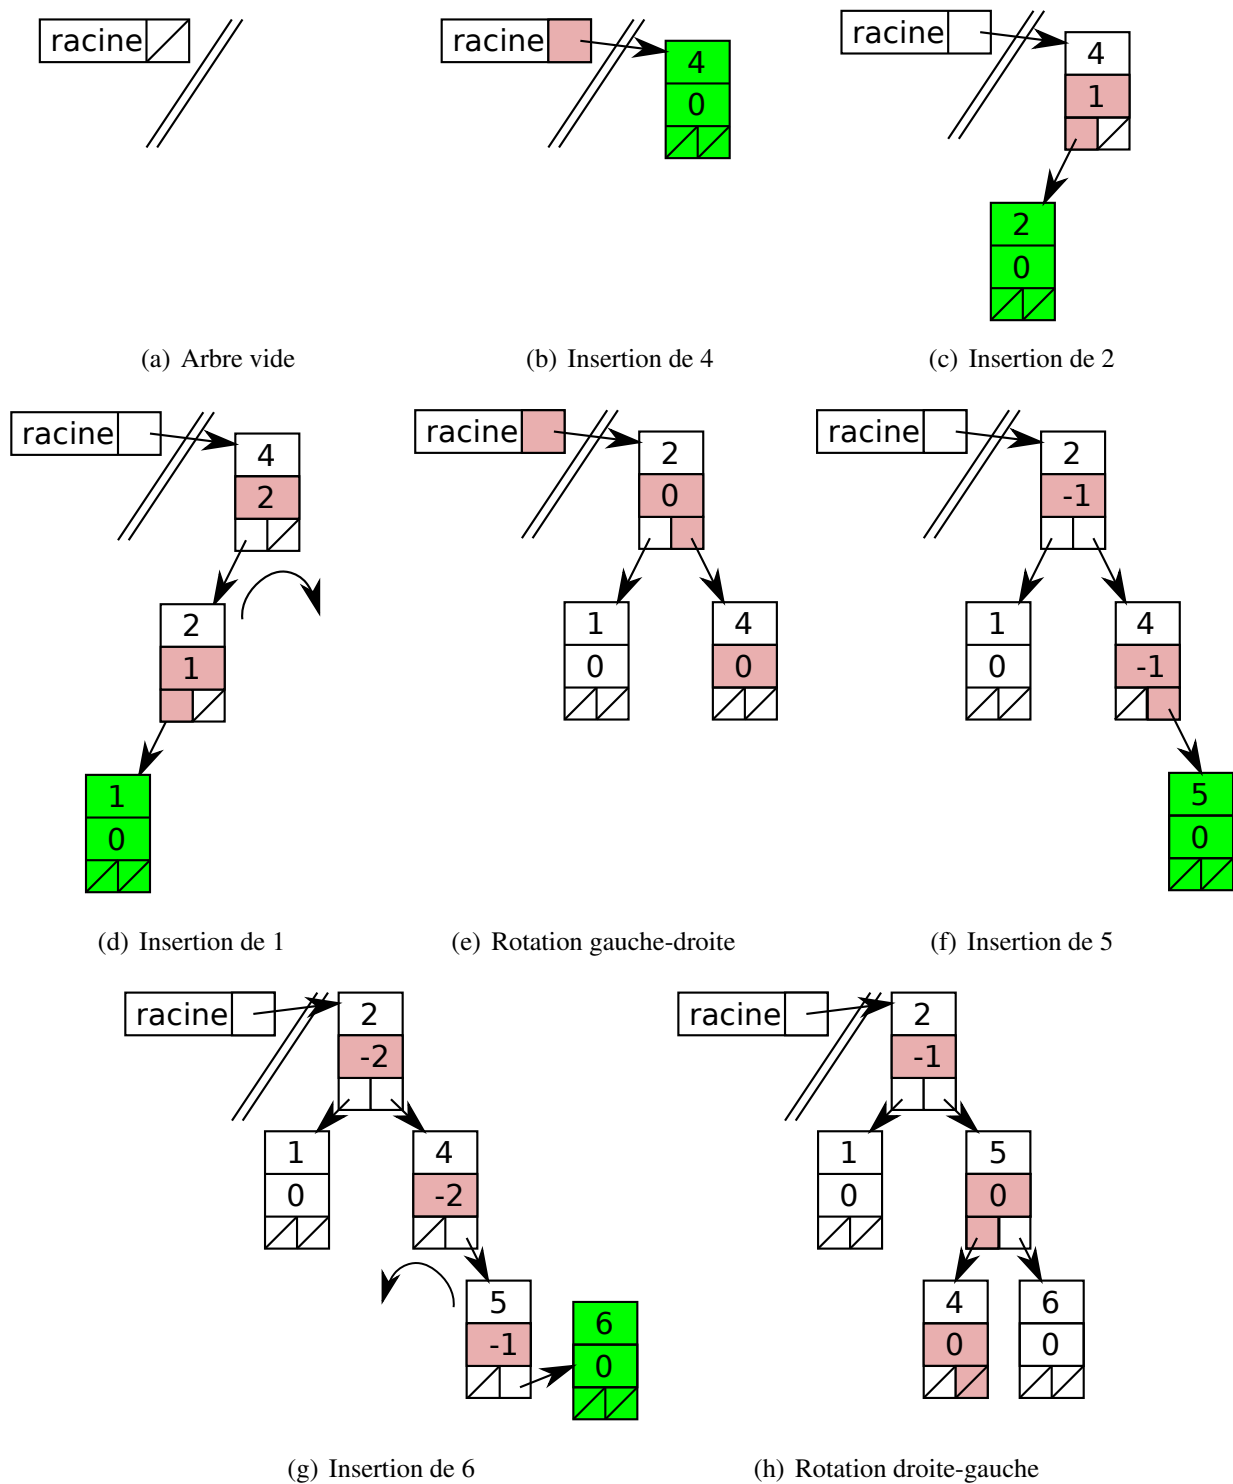 racine
racine
4
0
racine
4
1
2
0
(a) Arbre vide
(b) Insertion de 4
(c) Insertion de 2
racine
4
2
2
1
1
0
racine
2
0
1
0
4
0
racine
2
-1
1
0
4
-1
5
0
(d) Insertion de 1
(e) Rotation gauche-droite
(f) Insertion de 5
racine
2
-2
1
0
4
-2
5
-1
6
0
racine
2
-1
1
0
5
0
4
0
6
0
(g) Insertion de 6
(h) Rotation droite-gauche